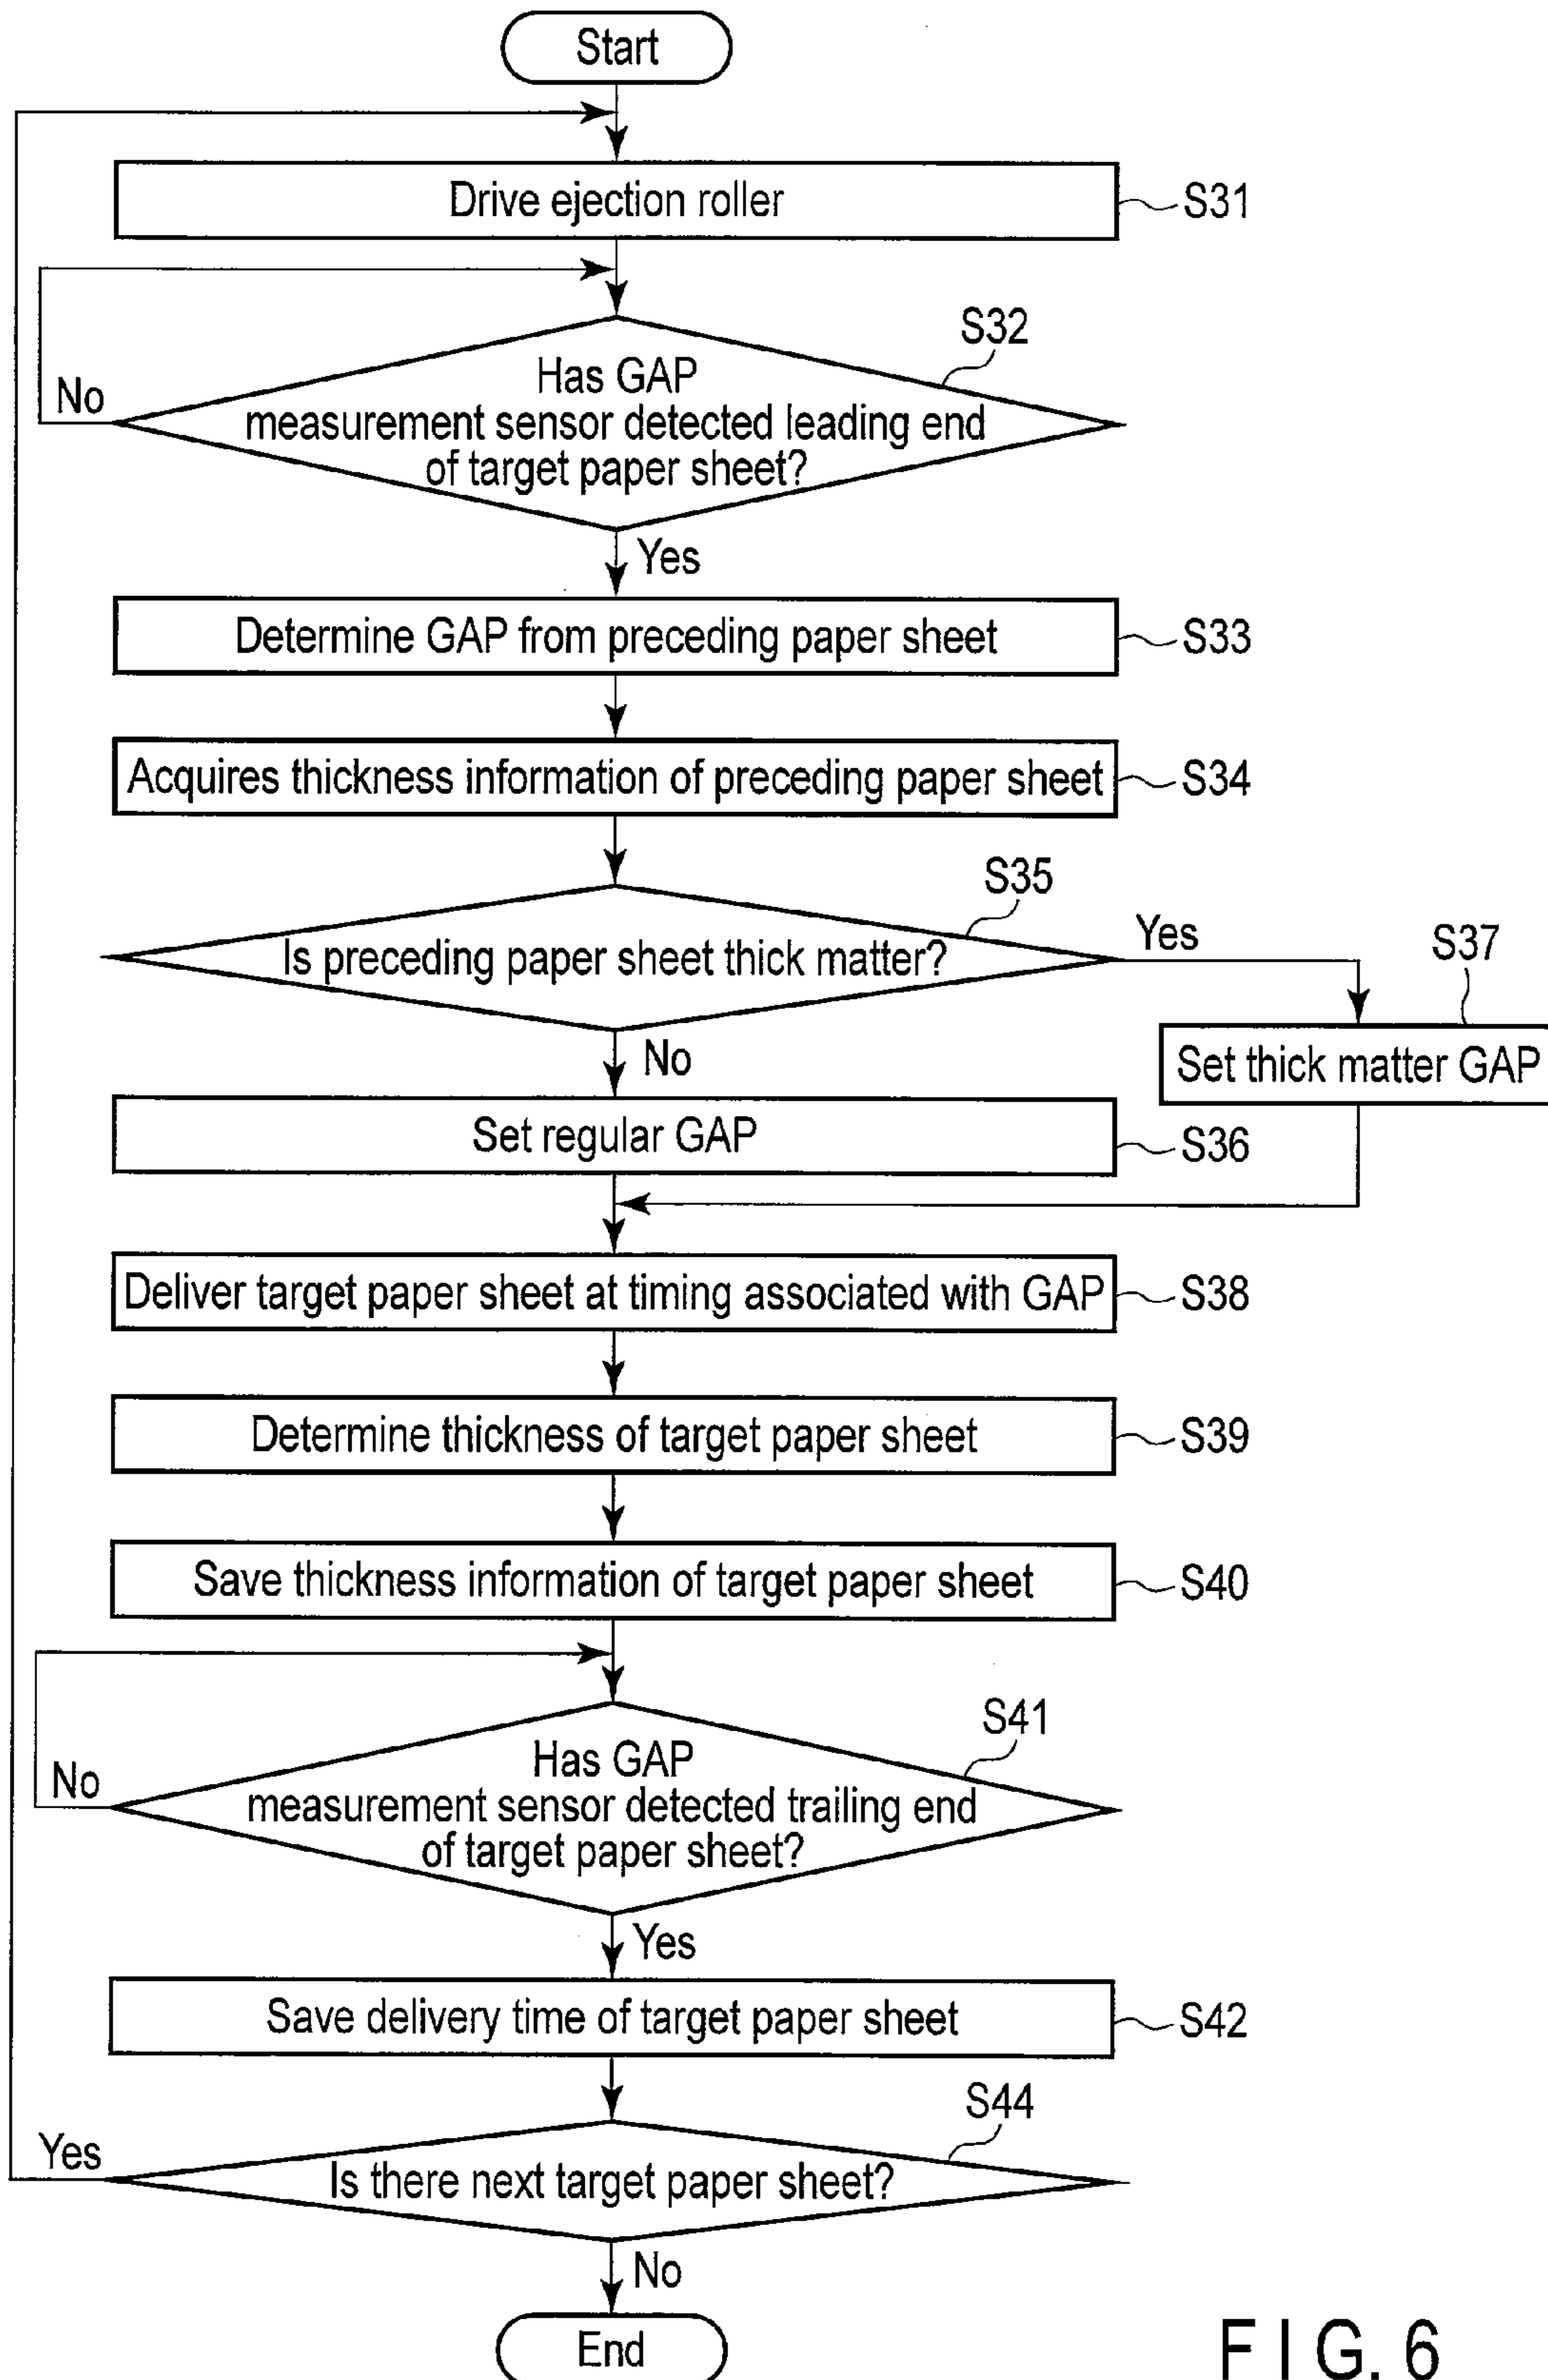 Start
Drive ejection roller
S31
S32
Has GAP
measurement sensor detected leading end
of target paper sheet?
No
Yes
Determine GAP from preceding paper sheet
S33
Acquires thickness information of preceding paper sheet
S34
S35
Is preceding paper sheet thick matter?
Yes
S37
Set thick matter GAP
No
Set regular GAP
S36
Deliver target paper sheet at timing associated with GAP
S38
Determine thickness of target paper sheet
S39
Save thickness information of target paper sheet
S40
S41
Has GAP
measurement sensor detected trailing end
of target paper sheet?
No
Yes
Save delivery time of target paper sheet
S42
S44
Yes
Is there next target paper sheet?
No
End
FIG. 6